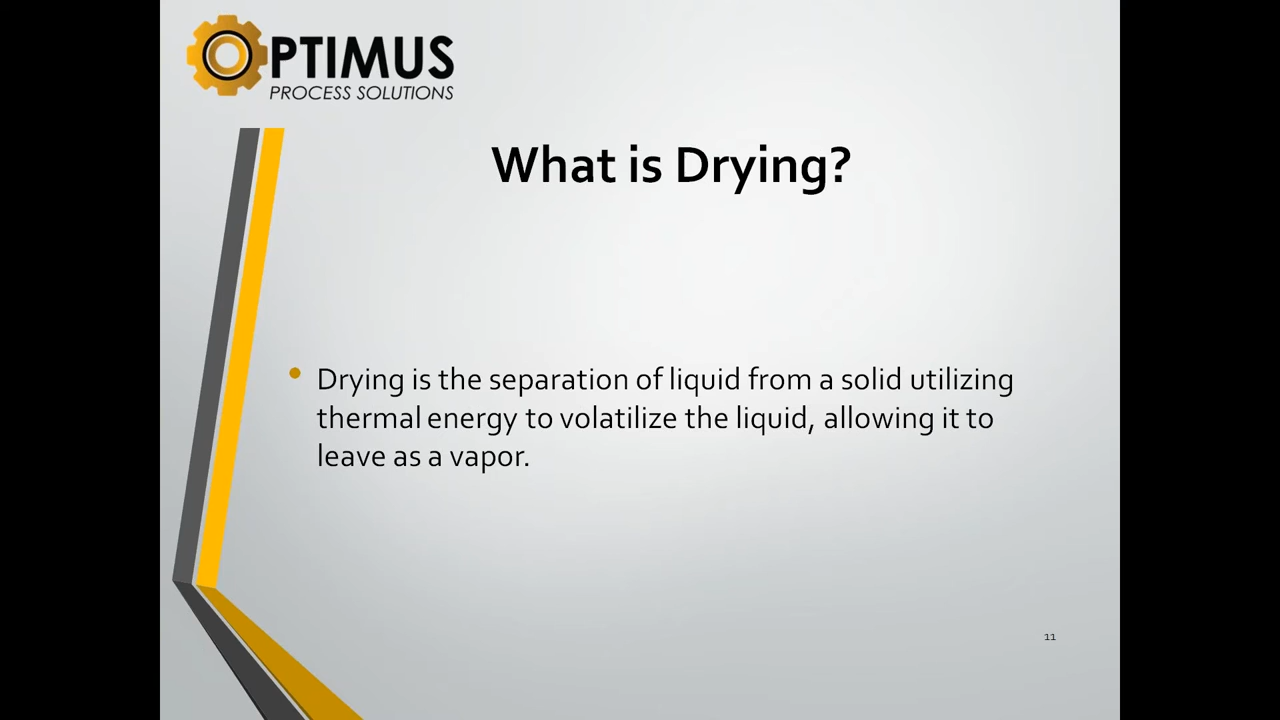 OPTIMUS
PROCESS SOLUTIONS
What is Drying?
• Drying is the separation of liquid from a solid utilizing
thermal energy to volatilize the liquid, allowing it to
leave as a vapor.
11